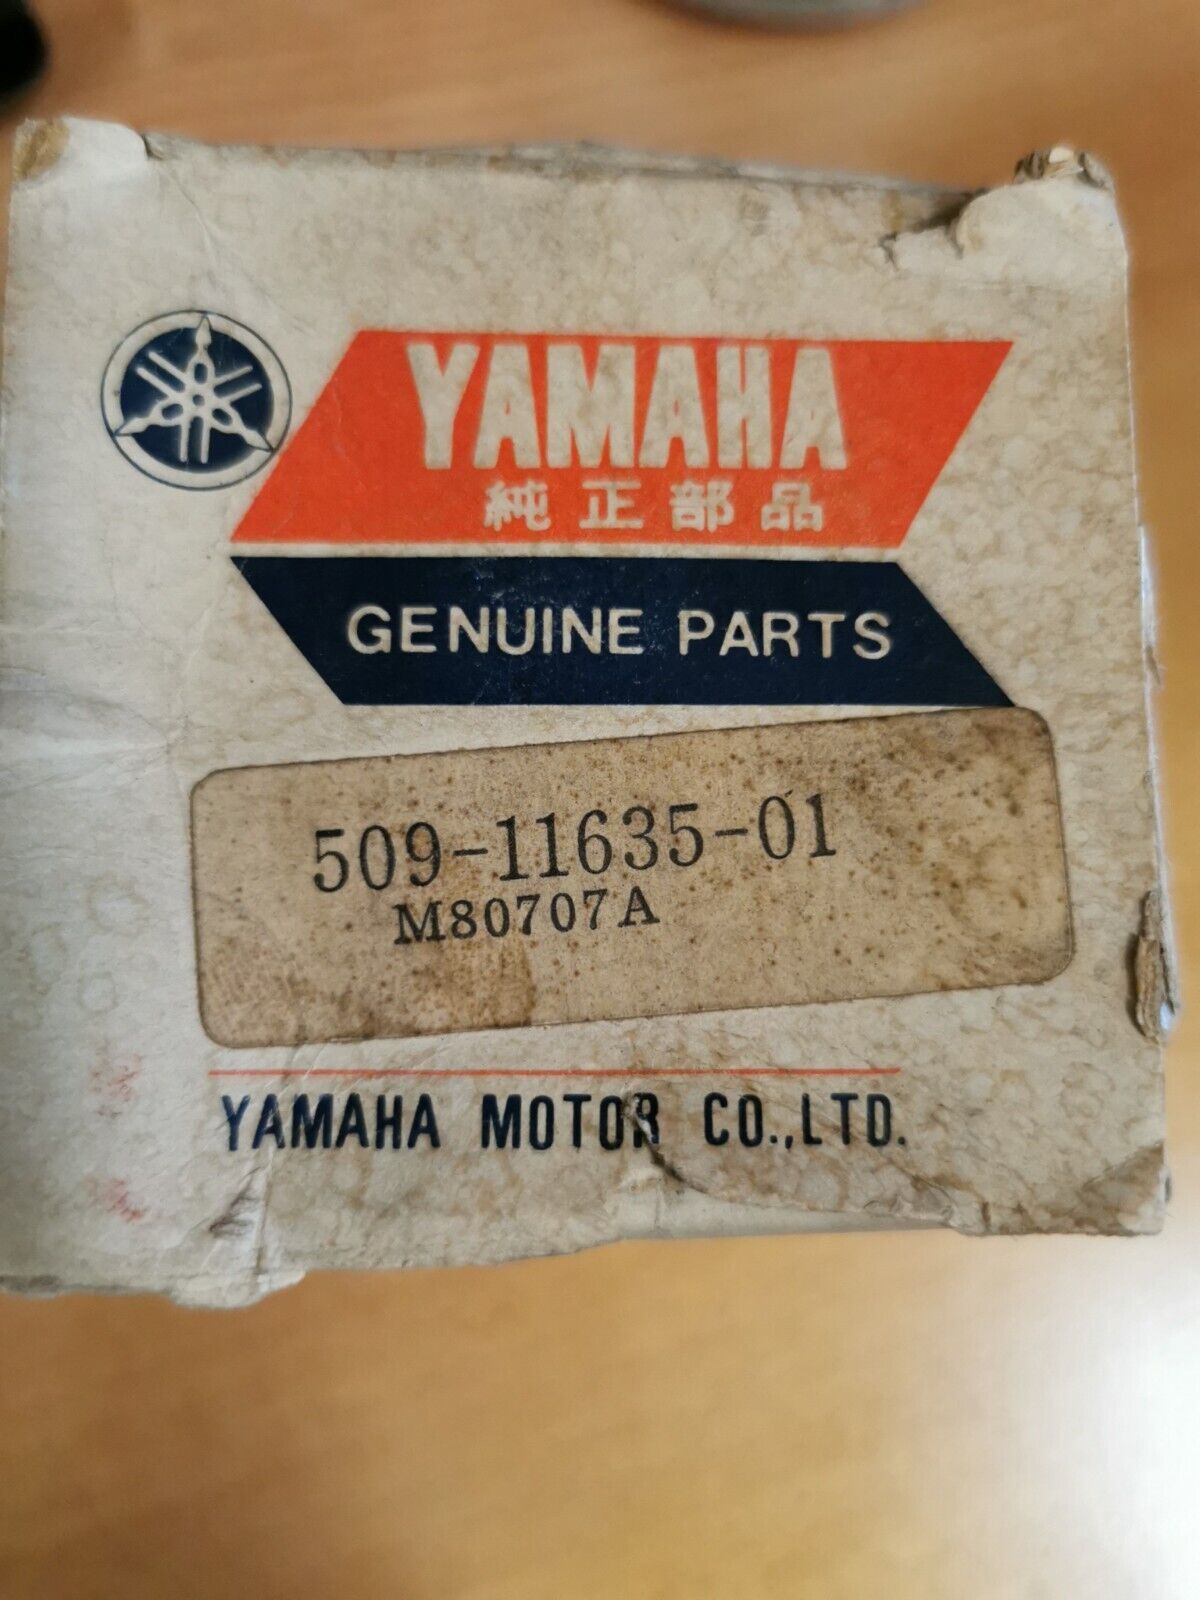 YAMAHA
純正部品
GENUINE PARTS
509-11635-01
M80707A
YAMAHA MOTOR CO.,LTD.